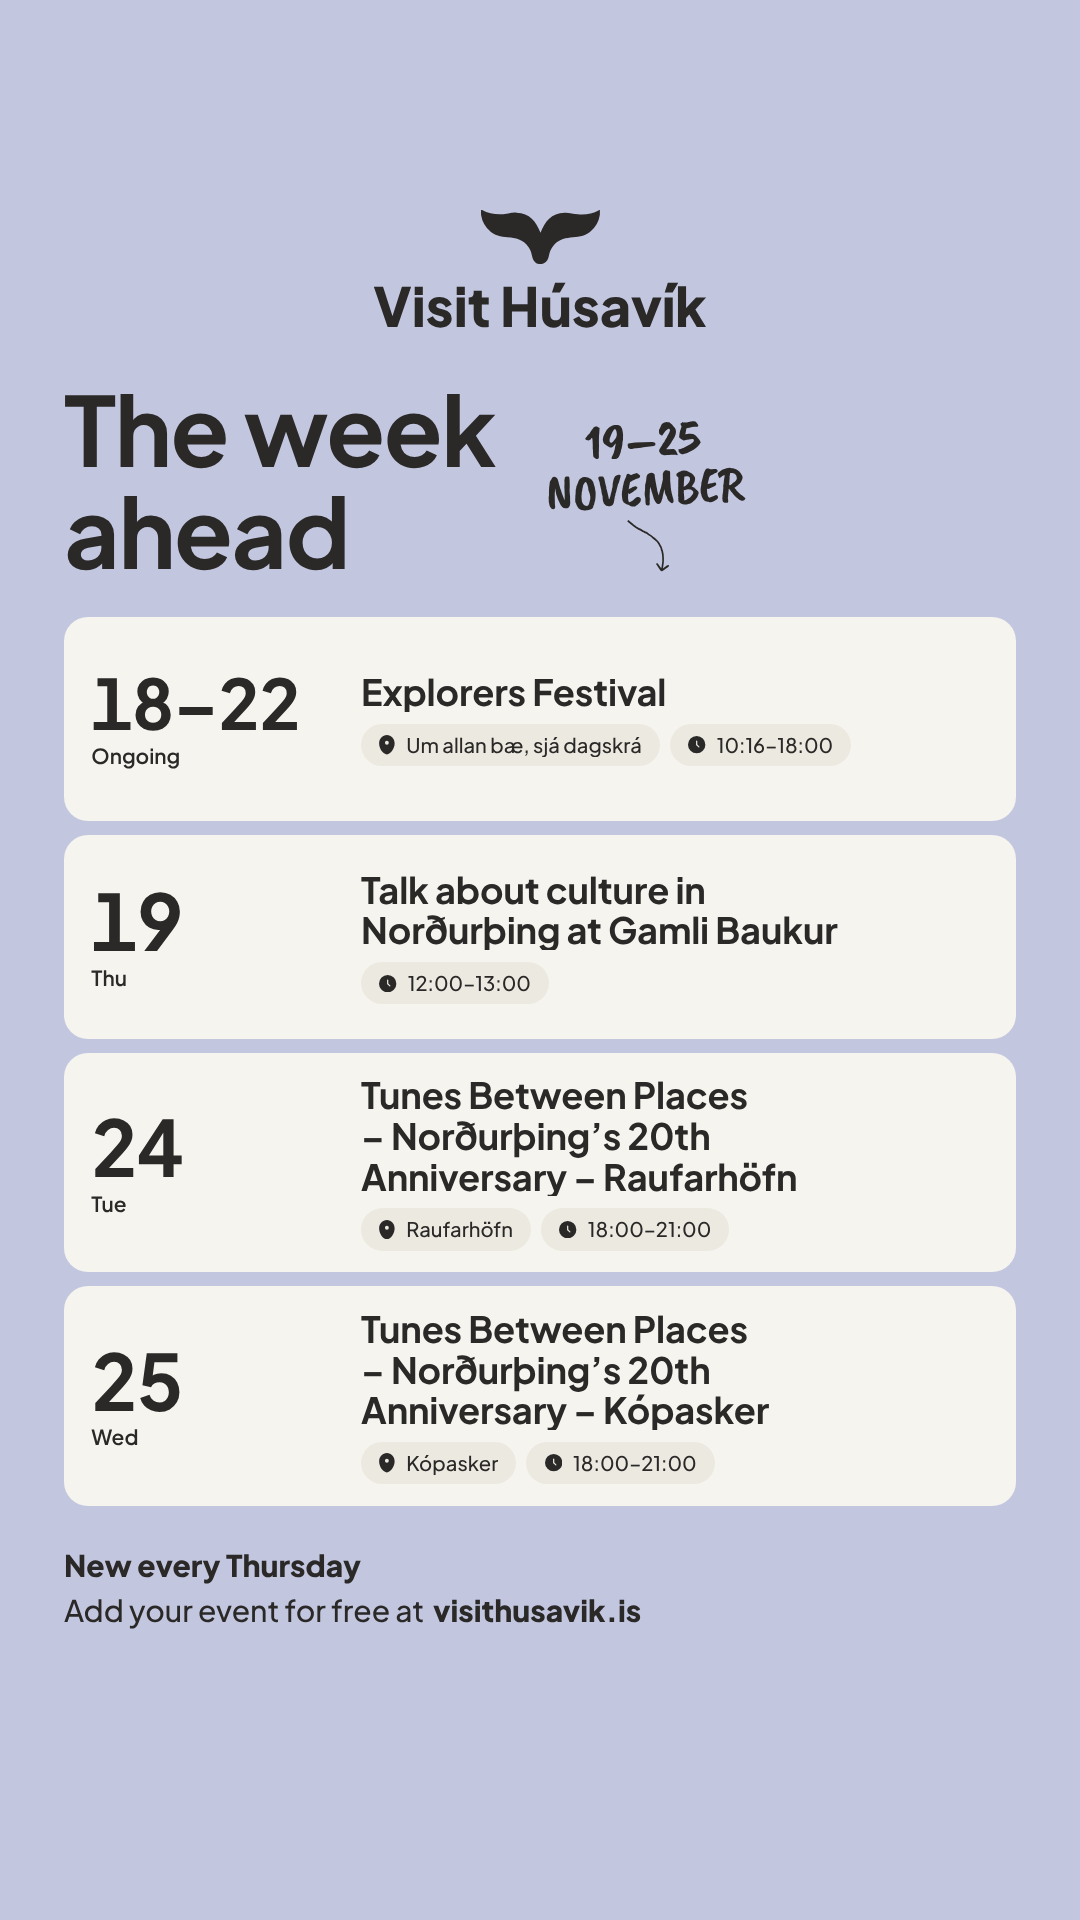 Visit Húsavík
The week
ahead
19–25
NOVEMBER
18–22
Ongoing
Explorers Festival
Um allan bæ, sjá dagskrá
10:16–18:00
19
Thu
Talk about culture in
Norðurþing at Gamli Baukur
12:00–13:00
24
Tue
Tunes Between Places
– Norðurþing’s 20th
Anniversary – Raufarhöfn
Raufarhöfn
18:00–21:00
25
Wed
Tunes Between Places
– Norðurþing’s 20th
Anniversary – Kópasker
Kópasker
18:00–21:00
New every Thursday
Add your event for free at visithusavik.is